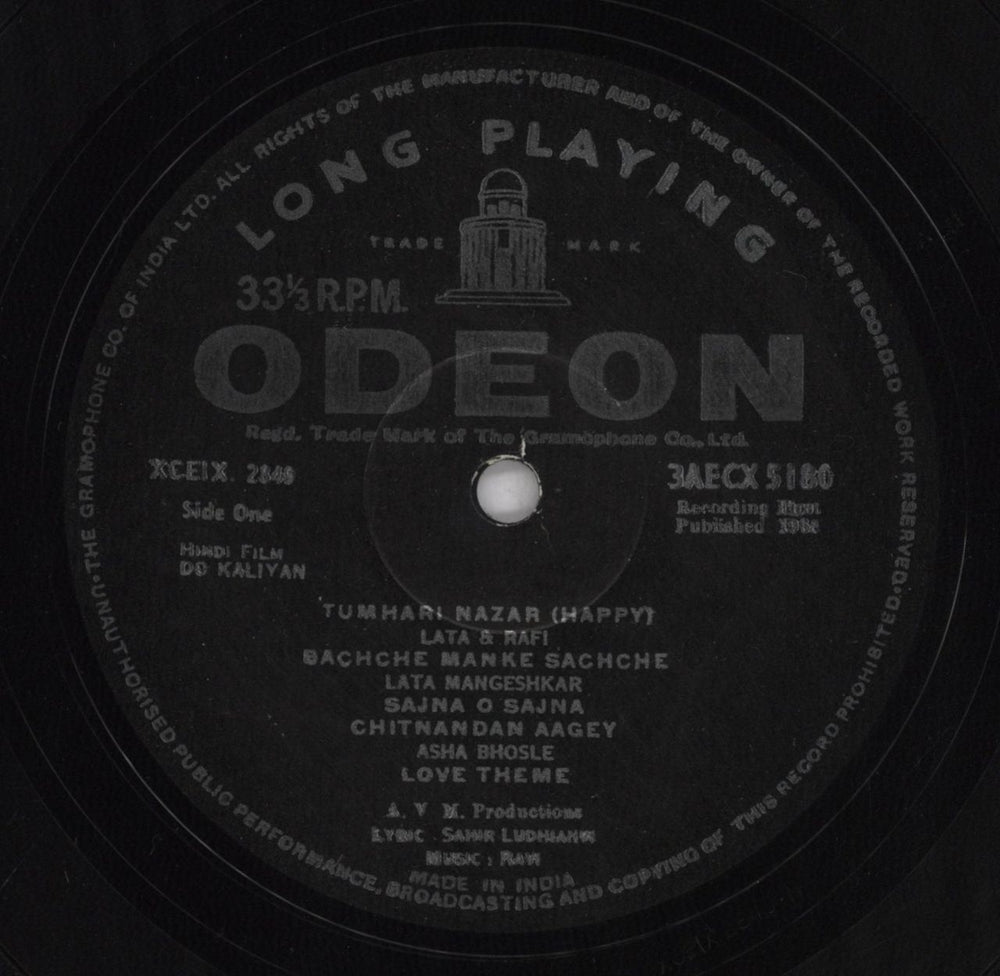 THE GRAMOPHONE CO. OF INDIA LTD. ALL RIGHTS OF THE MANUFACTURER AND OF THE OWNER OF THE RECORDED WORK RESERVED.
UNAUTHORISED PUBLIC PERFORMANCE, BROADCASTING AND COPYING OF THIS RECORD PROHIBITED.
LONG PLAYING
TRADE MARK
33⅓ R.P.M.
ODEON
Regd. Trade Mark of The Gramophone Co., Ltd.
XCEIX. 2849
3AECX 5180
Side One
Recording First
Published
HINDI FILM
DO KALIYAN
TUMHARI NAZAR (HAPPY)
LATA & RAFI
BACHCHE MANKE SACHCHE
LATA MANGESHKAR
SAJNA O SAJNA
CHITNANDAN AAGEY
ASHA BHOSLE
LOVE THEME
A. V M. Productions
LYRIC SAHIR LUDHIANVI
MUSIC : RAVI
MADE IN INDIA